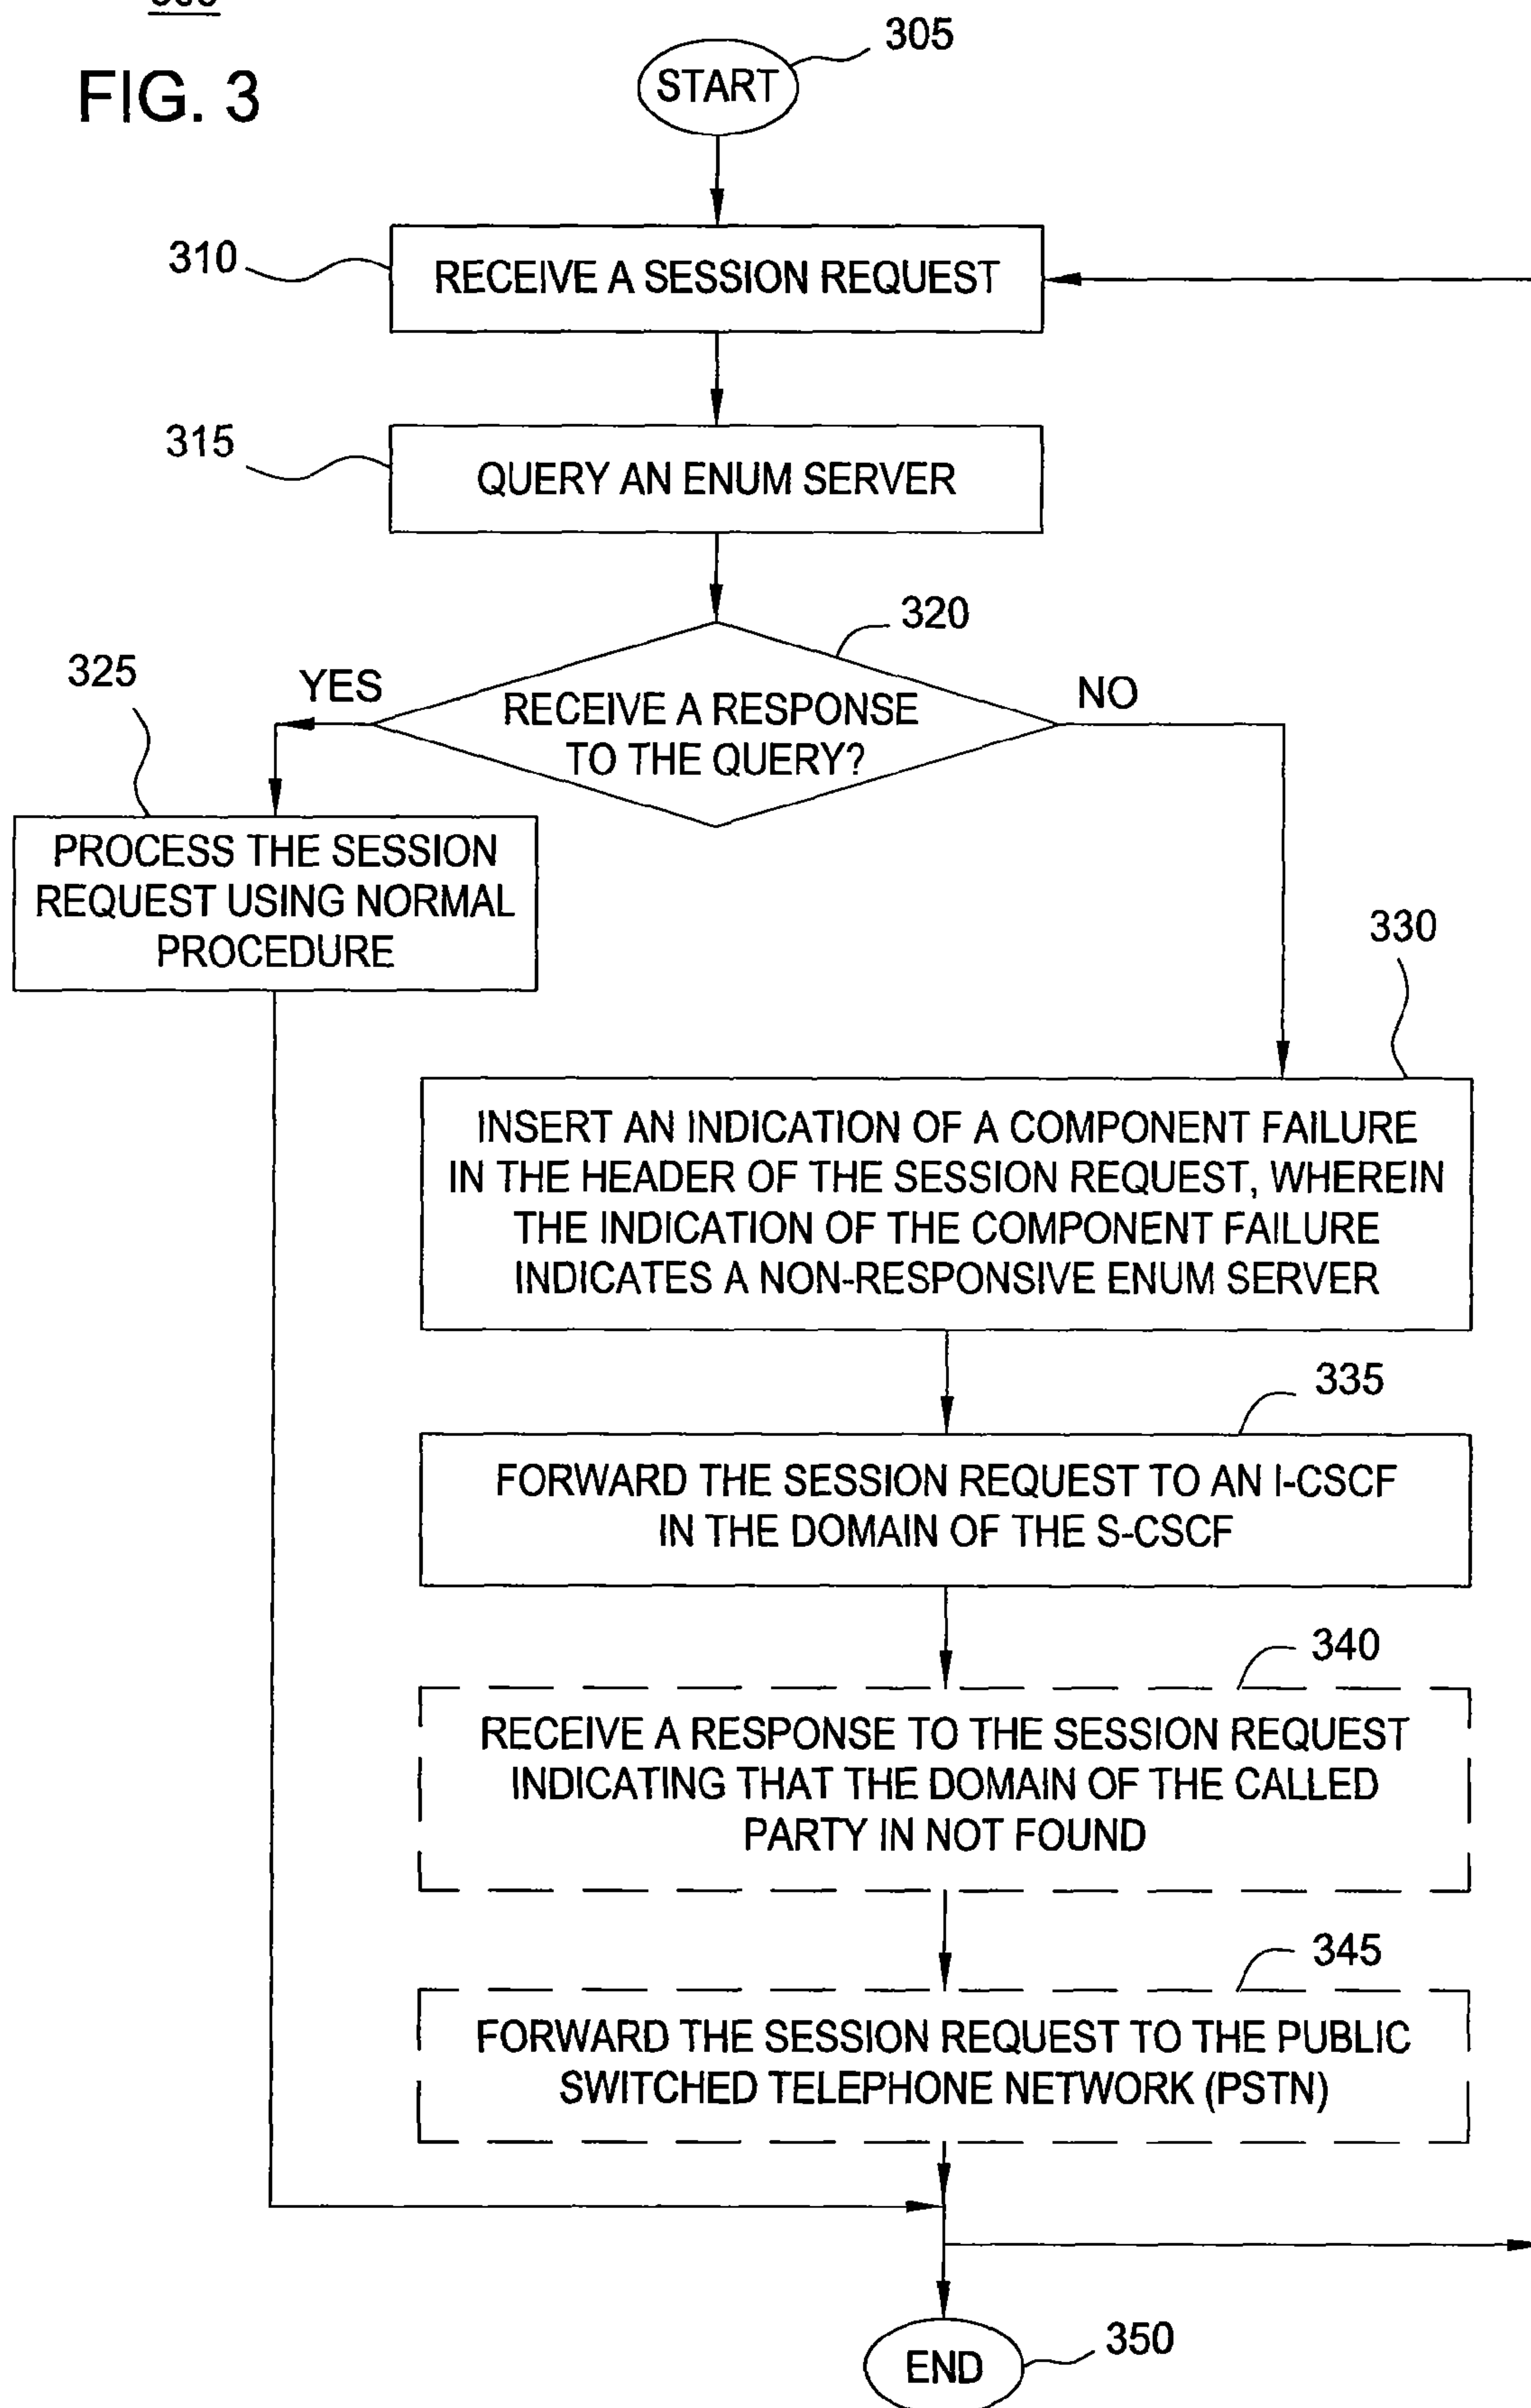 FIG. 3
305
START
310
RECEIVE A SESSION REQUEST
315
QUERY AN ENUM SERVER
320
325
YES
NO
RECEIVE A RESPONSE
TO THE QUERY?
PROCESS THE SESSION
REQUEST USING NORMAL
PROCEDURE
330
INSERT AN INDICATION OF A COMPONENT FAILURE
IN THE HEADER OF THE SESSION REQUEST, WHEREIN
THE INDICATION OF THE COMPONENT FAILURE
INDICATES A NON-RESPONSIVE ENUM SERVER
335
FORWARD THE SESSION REQUEST TO AN I-CSCF
IN THE DOMAIN OF THE S-CSCF
340
RECEIVE A RESPONSE TO THE SESSION REQUEST
INDICATING THAT THE DOMAIN OF THE CALLED
PARTY IN NOT FOUND
345
FORWARD THE SESSION REQUEST TO THE PUBLIC
SWITCHED TELEPHONE NETWORK (PSTN)
350
END